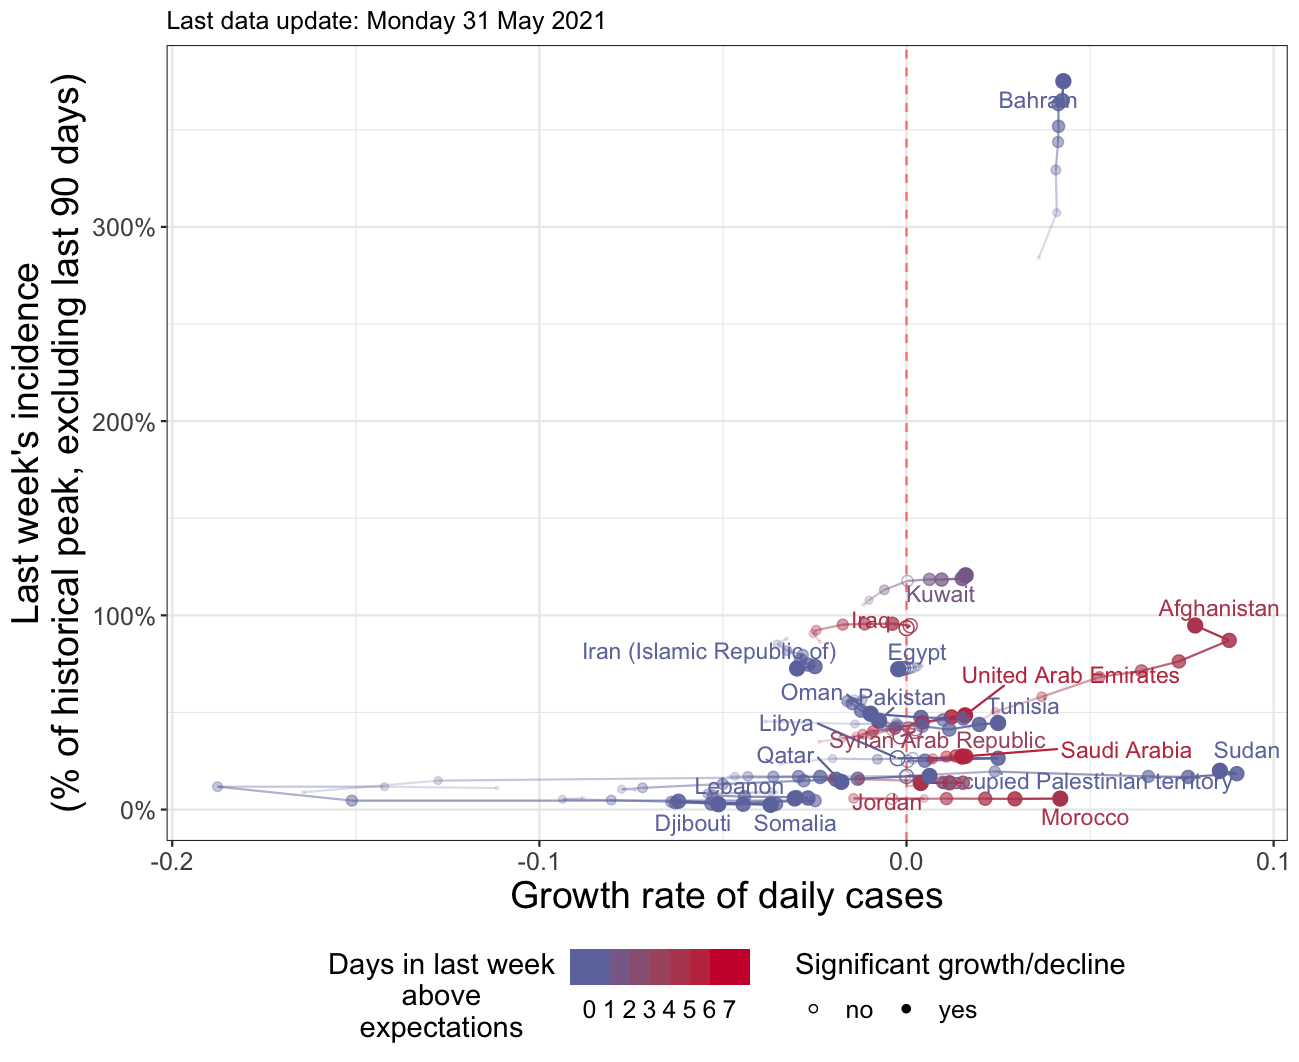 Last data update: Monday 31 May 2021
Last week's incidence
(% of historical peak, excluding last 90 days)
300%
200%
100%
0%
Bahrain
Kuwait
Afghanistan
Iraq
Iran (Islamic Republic of)
Egypt
United Arab Emirates
Oman
Pakistan
Tunisia
Libya
Syrian Arab Republic
Saudi Arabia
Sudan
Qatar
Lebanon
Occupied Palestinian territory
Jordan
Morocco
Djibouti
Somalia
-0.2
-0.1
0.0
0.1
Growth rate of daily cases
Days in last week
above
expectations
0 1 2 3 4 5 6 7
Significant growth/decline
no
yes